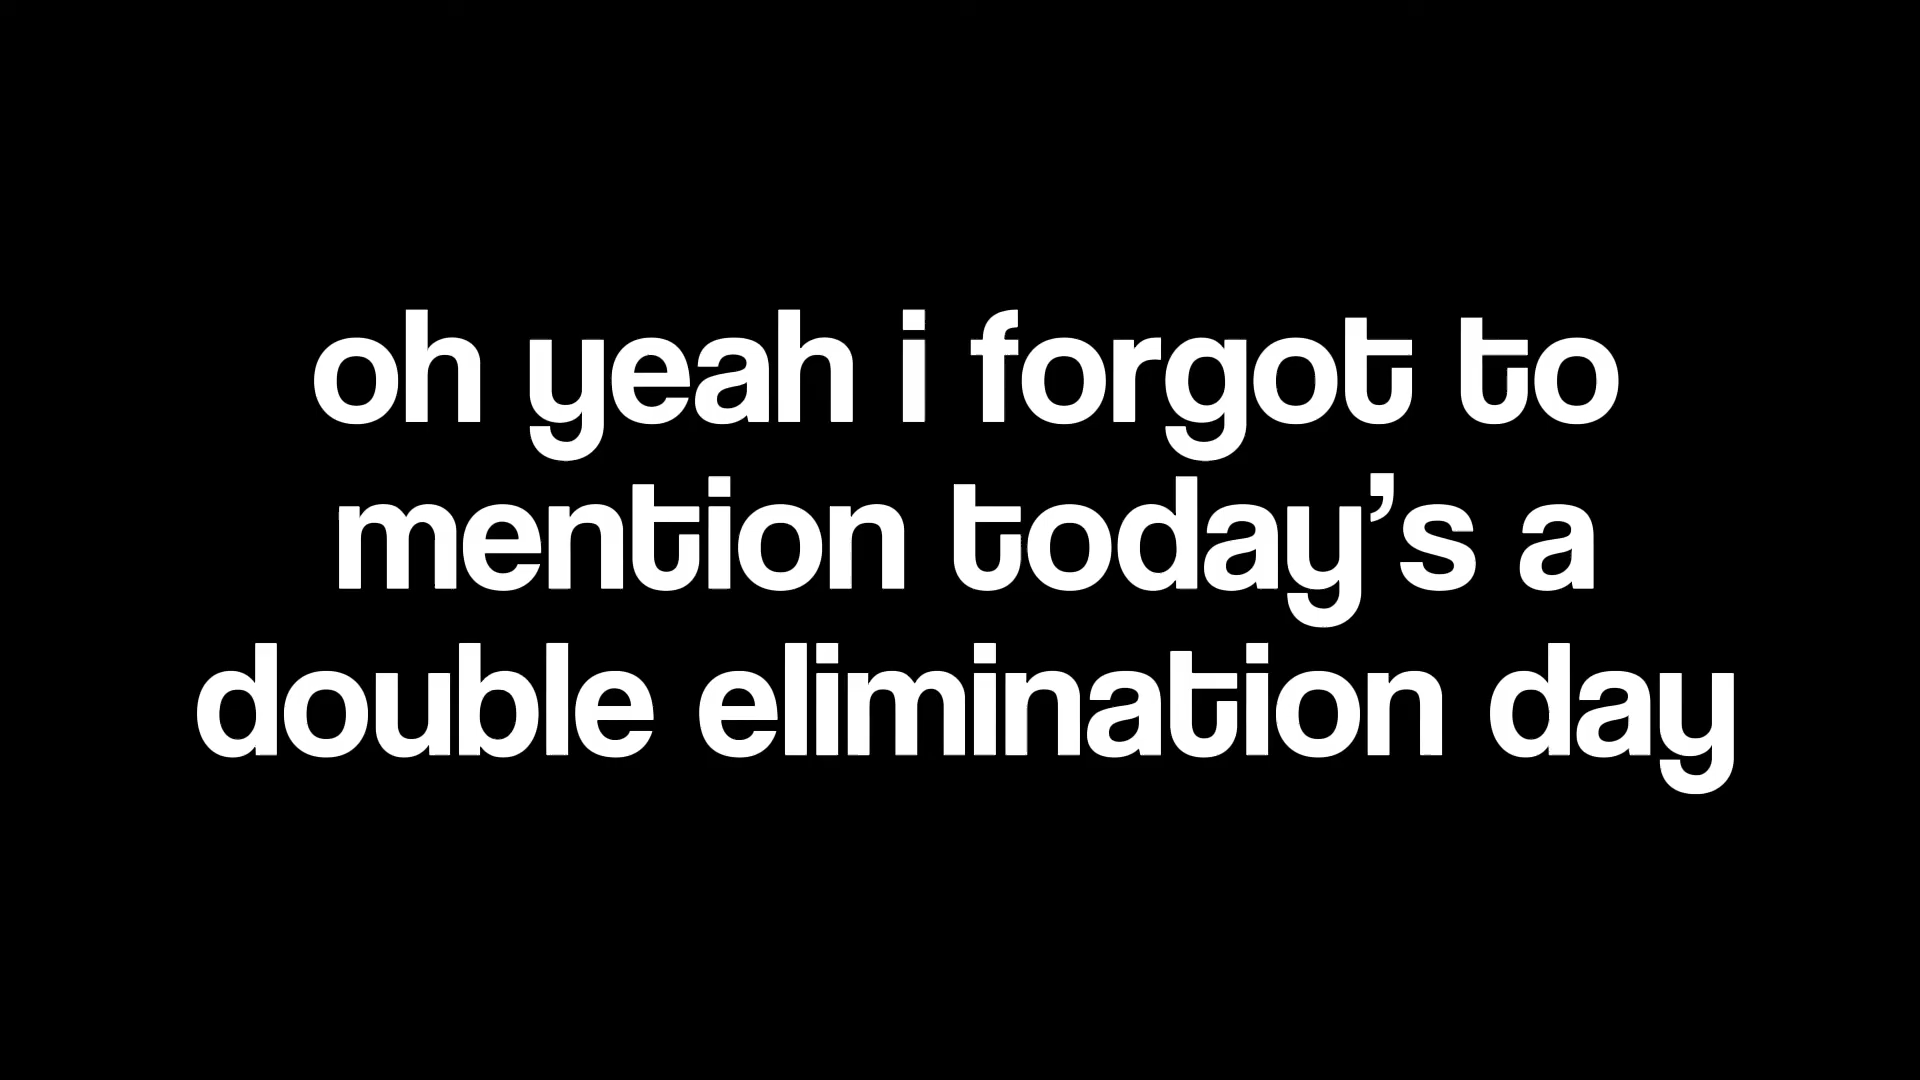 oh yeah i forgot to
mention today’s a
double elimination day